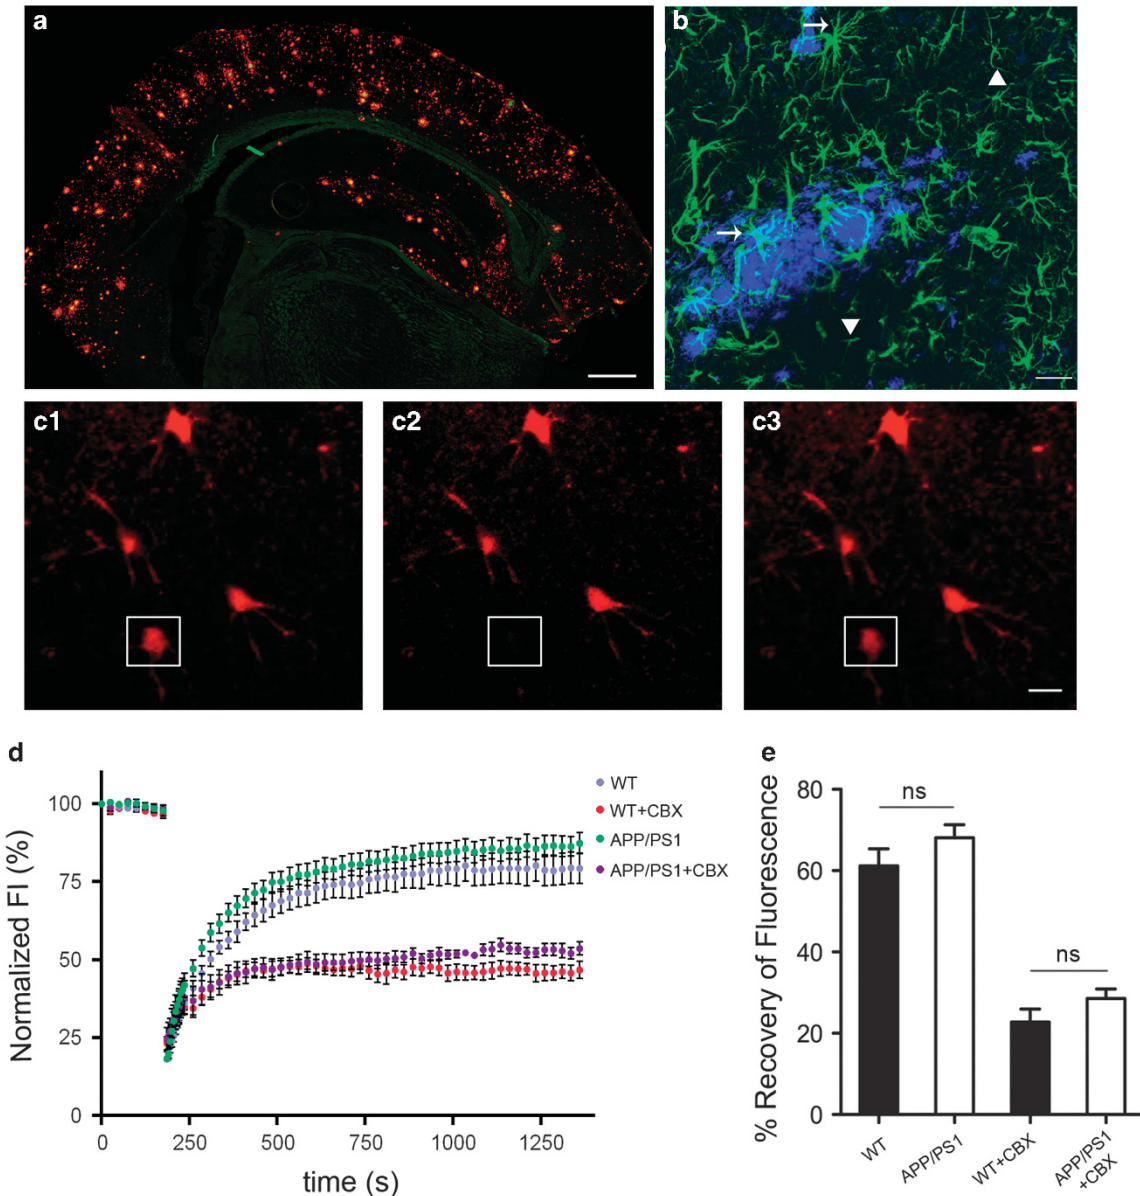 a
b
c1
c2
c3
d
Normalized FI (%)
100
75
50
25
0
0
250
500
750
1000
1250
time (s)
WT
WT+CBX
APP/PS1
APP/PS1+CBX
e
% Recovery of Fluorescence
80
60
40
20
0
ns
ns
WT
APP/PS1
WT+CBX
APP/PS1
+CBX